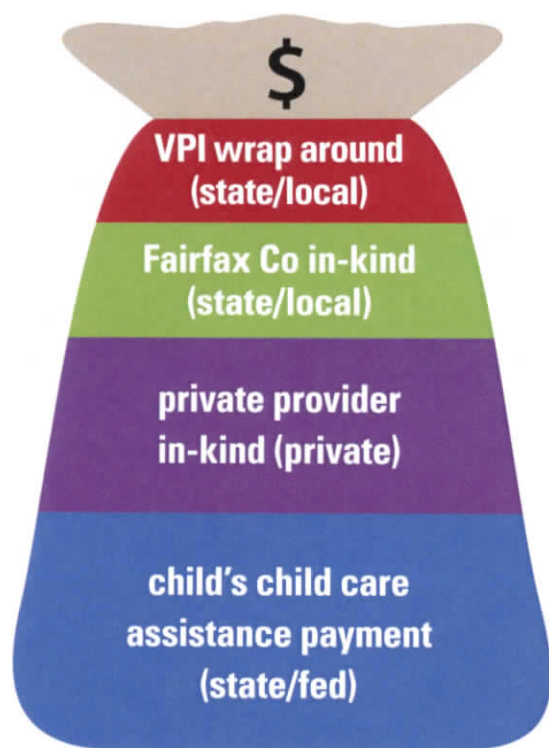 $
VPI wrap around
(state/local)
Fairfax Co in-kind
(state/local)
private provider
in-kind (private)
child's child care
assistance payment
(state/fed)